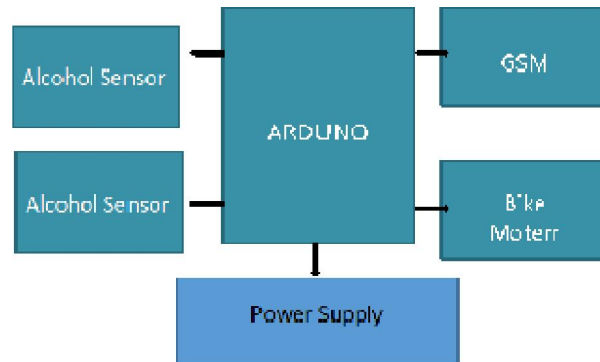 Alcohol Sensor
GSM
ARDUNO
Alcohol Sensor
Bike
Moterr
Power Supply